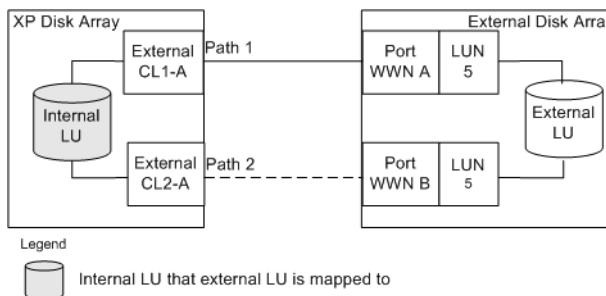 XP Disk Array
External Disk Arra
External
CL1-A
Path 1
Port
WWN A
LUN
5
Internal
LU
External
LU
External
CL2-A
Path 2
Port
WWN B
LUN
5
Legend
Internal LU that external LU is mapped to